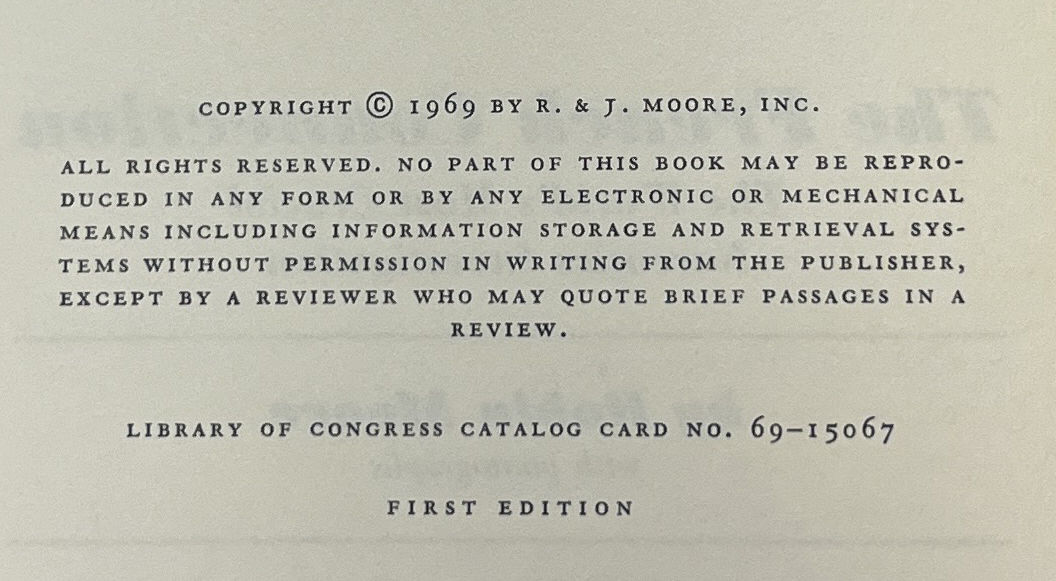 COPYRIGHT © 1969 BY R. & J. MOORE, INC.
ALL RIGHTS RESERVED. NO PART OF THIS BOOK MAY BE REPRO-
DUCED IN ANY FORM OR BY ANY ELECTRONIC OR MECHANICAL
MEANS INCLUDING INFORMATION STORAGE AND RETRIEVAL SYS-
TEMS WITHOUT PERMISSION IN WRITING FROM THE PUBLISHER,
EXCEPT BY A REVIEWER WHO MAY QUOTE BRIEF PASSAGES IN A
REVIEW.
LIBRARY OF CONGRESS CATALOG CARD NO. 69–15067
FIRST EDITION